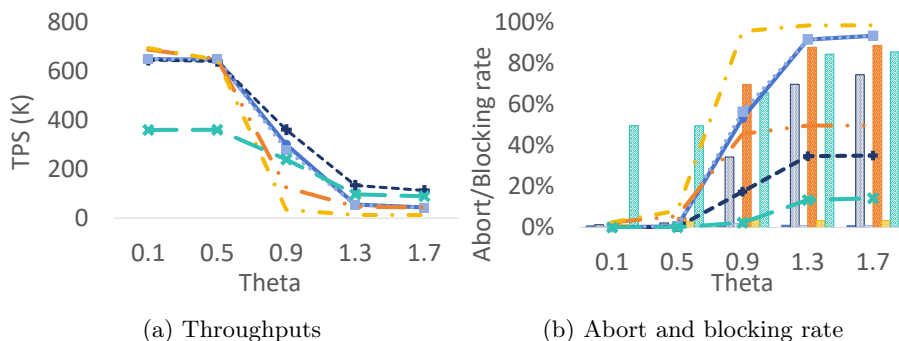 800
600
400
200
0
TPS (K)
0.1 0.5 0.9 1.3 1.7
Theta
(a) Throughputs
100%
80%
60%
40%
20%
0%
Abort/Blocking rate
0.1 0.5 0.9 1.3 1.7
Theta
(b) Abort and blocking rate